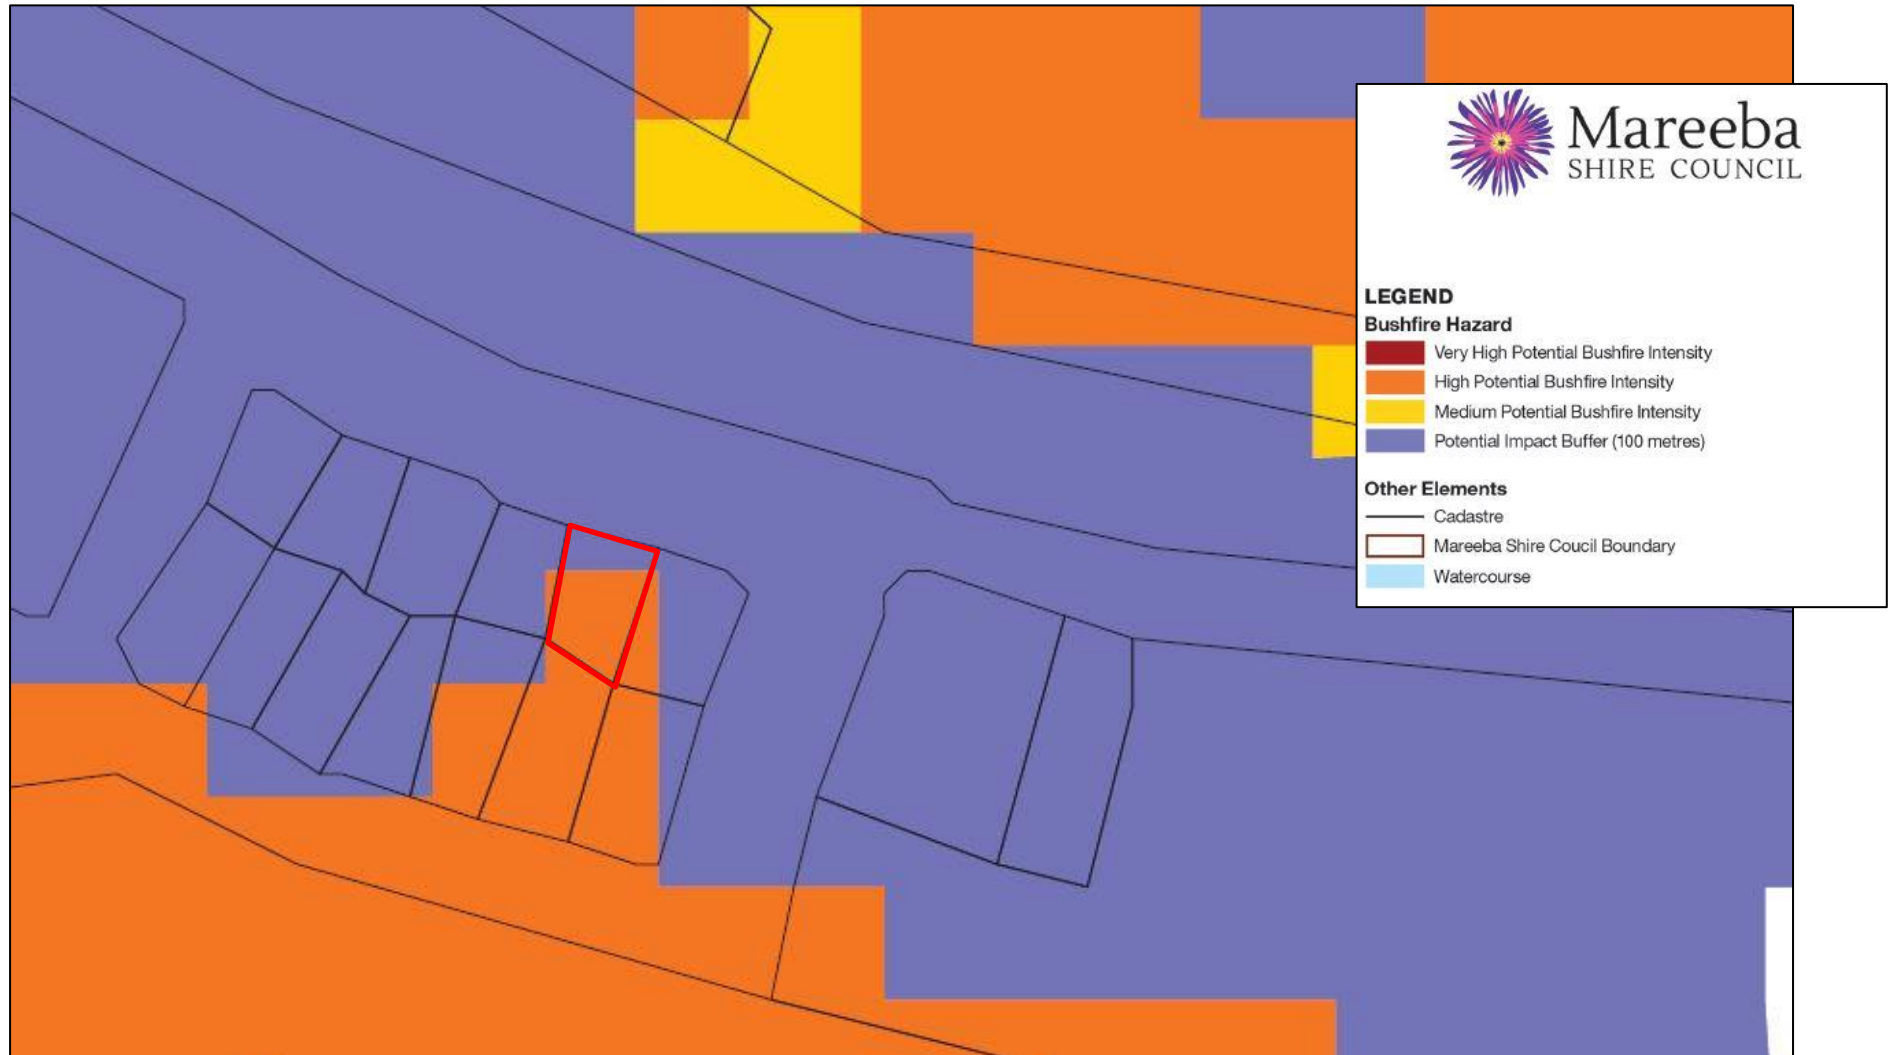 Mareeba
SHIRE COUNCIL
LEGEND
Bushfire Hazard
Very High Potential Bushfire Intensity
High Potential Bushfire Intensity
Medium Potential Bushfire Intensity
Potential Impact Buffer (100 metres)
Other Elements
Cadastre
Mareeba Shire Coucil Boundary
Watercourse